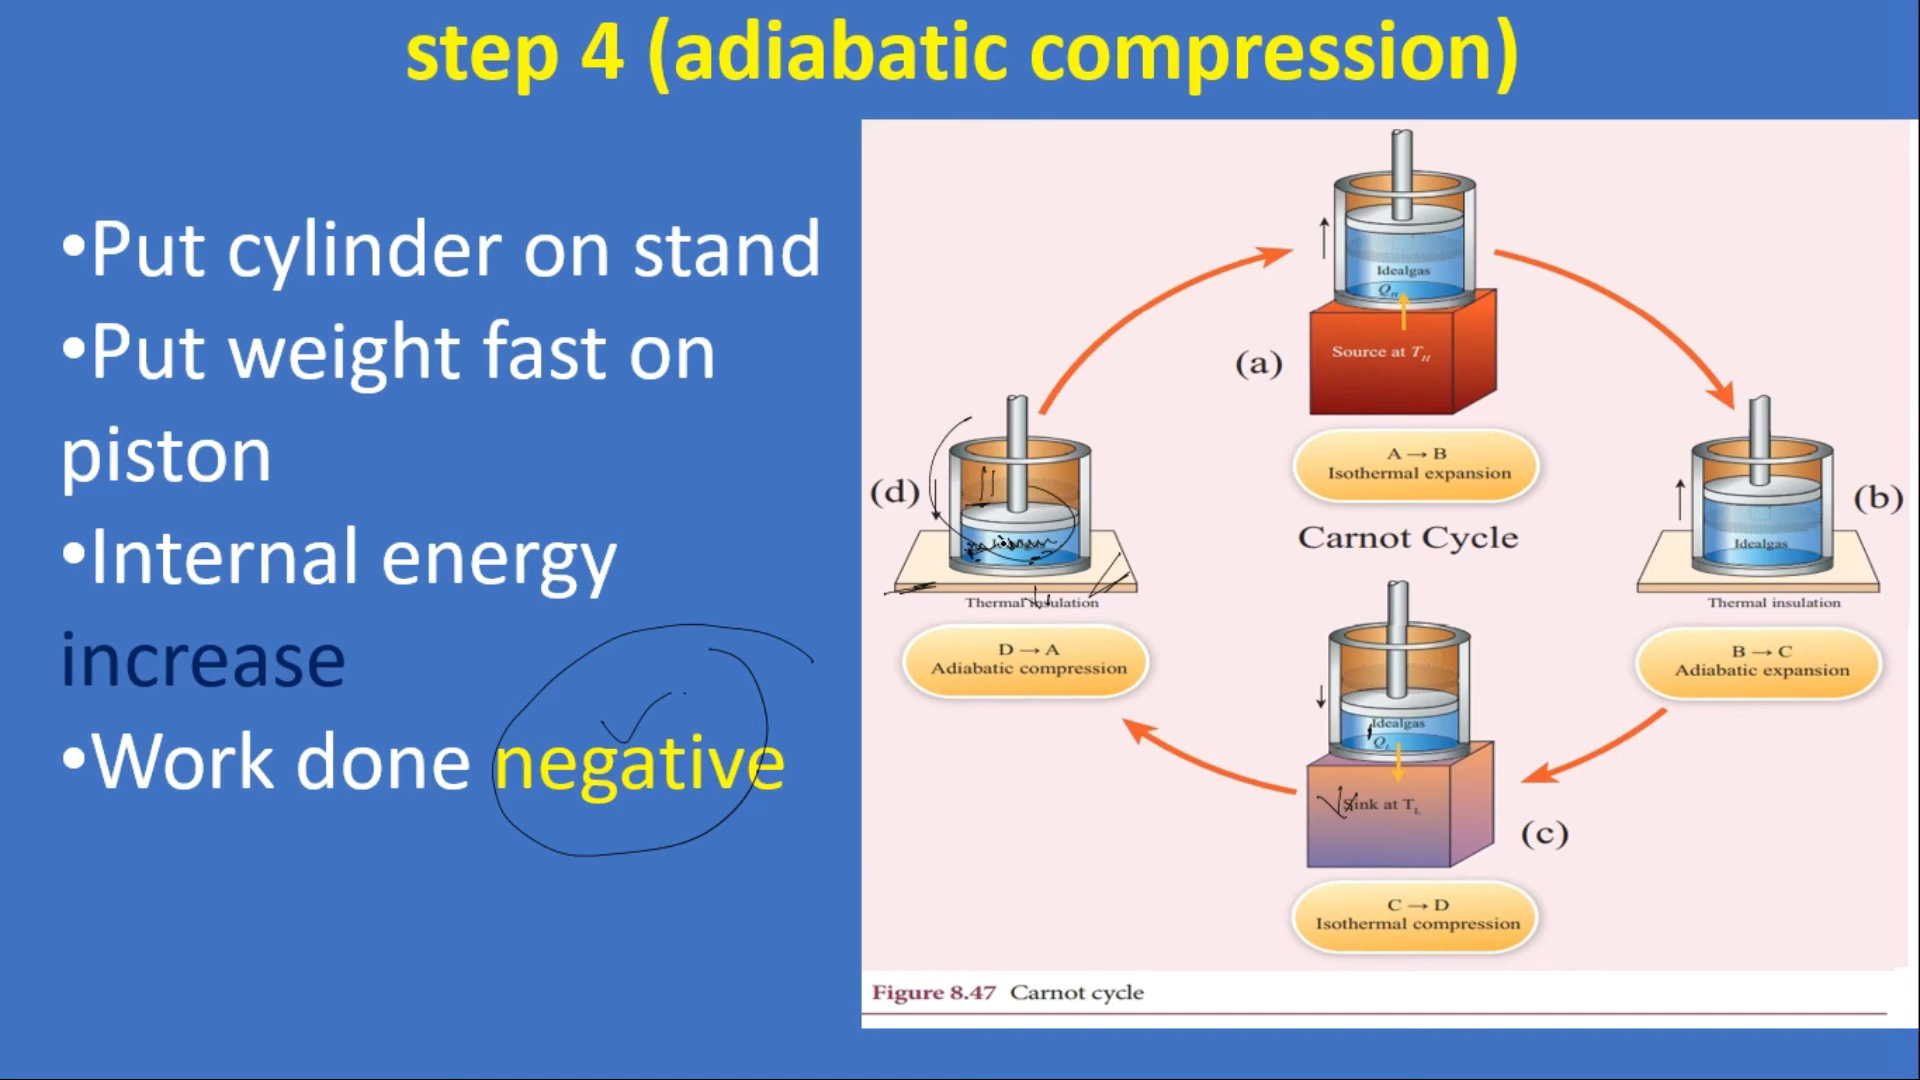 step 4 (adiabatic compression)
•Put cylinder on stand
•Put weight fast on
piston
•Internal energy
increase
•Work done negative
Idealgas
Q_H
Source at T_H
(a)
A → B
Isothermal expansion
(d)
Thermal insulation
D → A
Adiabatic compression
Carnot Cycle
(b)
Idealgas
Thermal insulation
B → C
Adiabatic expansion
Idealgas
Q_L
Sink at T_L
(c)
C → D
Isothermal compression
Figure 8.47 Carnot cycle